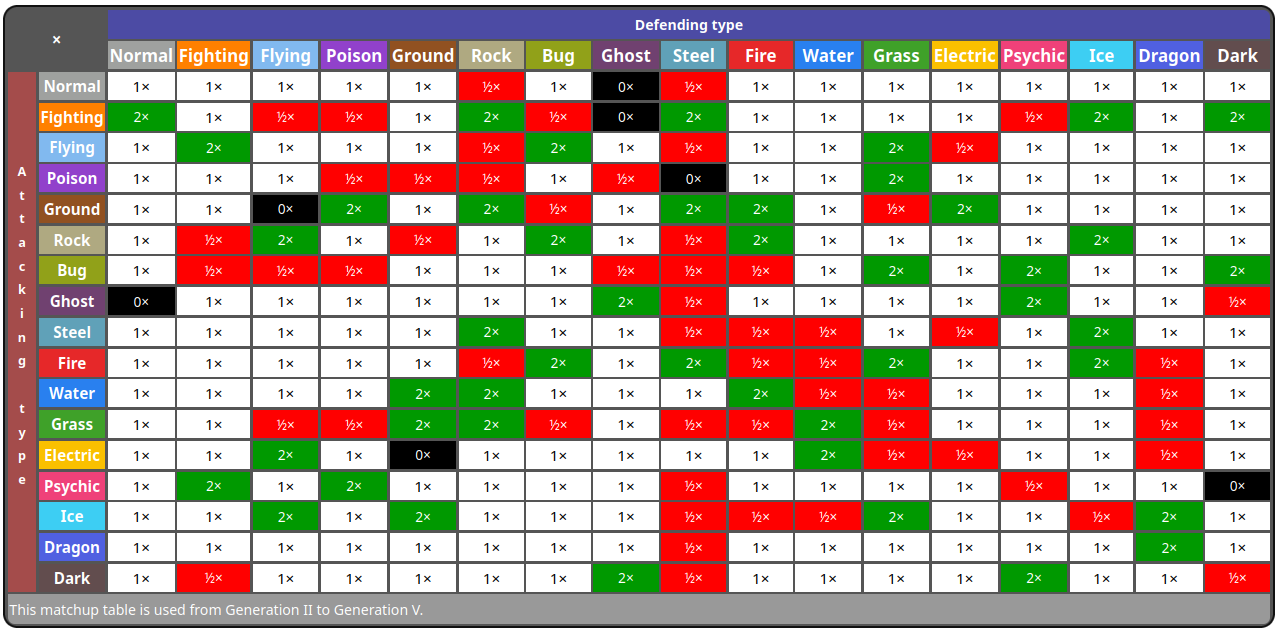 × Defending type
Normal Fighting Flying Poison Ground Rock Bug Ghost Steel Fire Water Grass Electric Psychic Ice Dragon Dark
Attacking type
Normal 1× 1× 1× 1× 1× ½× 1× 0× ½× 1× 1× 1× 1× 1× 1× 1× 1×
Fighting 2× 1× ½× ½× 1× 2× ½× 0× 2× 1× 1× 1× 1× ½× 2× 1× 2×
Flying 1× 2× 1× 1× 1× ½× 2× 1× ½× 1× 1× 2× ½× 1× 1× 1× 1×
Poison 1× 1× 1× ½× ½× ½× 1× ½× 0× 1× 1× 2× 1× 1× 1× 1× 1×
Ground 1× 1× 0× 2× 1× 2× ½× 1× 2× 2× 1× ½× 2× 1× 1× 1× 1×
Rock 1× ½× 2× 1× ½× 1× 2× 1× ½× 2× 1× 1× 1× 1× 2× 1× 1×
Bug 1× ½× ½× ½× 1× 1× 1× ½× ½× ½× 1× 2× 1× 2× 1× 1× 2×
Ghost 0× 1× 1× 1× 1× 1× 1× 2× ½× 1× 1× 1× 1× 2× 1× 1× ½×
Steel 1× 1× 1× 1× 1× 2× 1× 1× ½× ½× ½× 1× ½× 1× 2× 1× 1×
Fire 1× 1× 1× 1× 1× ½× 2× 1× 2× ½× ½× 2× 1× 1× 2× ½× 1×
Water 1× 1× 1× 1× 2× 2× 1× 1× 1× 2× ½× ½× 1× 1× 1× ½× 1×
Grass 1× 1× ½× ½× 2× 2× ½× 1× ½× ½× 2× ½× 1× 1× 1× ½× 1×
Electric 1× 1× 2× 1× 0× 1× 1× 1× 1× 1× 2× ½× ½× 1× 1× ½× 1×
Psychic 1× 2× 1× 2× 1× 1× 1× 1× ½× 1× 1× 1× 1× ½× 1× 1× 0×
Ice 1× 1× 2× 1× 2× 1× 1× 1× ½× ½× ½× 2× 1× 1× ½× 2× 1×
Dragon 1× 1× 1× 1× 1× 1× 1× 1× ½× 1× 1× 1× 1× 1× 1× 2× 1×
Dark 1× ½× 1× 1× 1× 1× 1× 2× ½× 1× 1× 1× 1× 2× 1× 1× ½×
This matchup table is used from Generation II to Generation V.